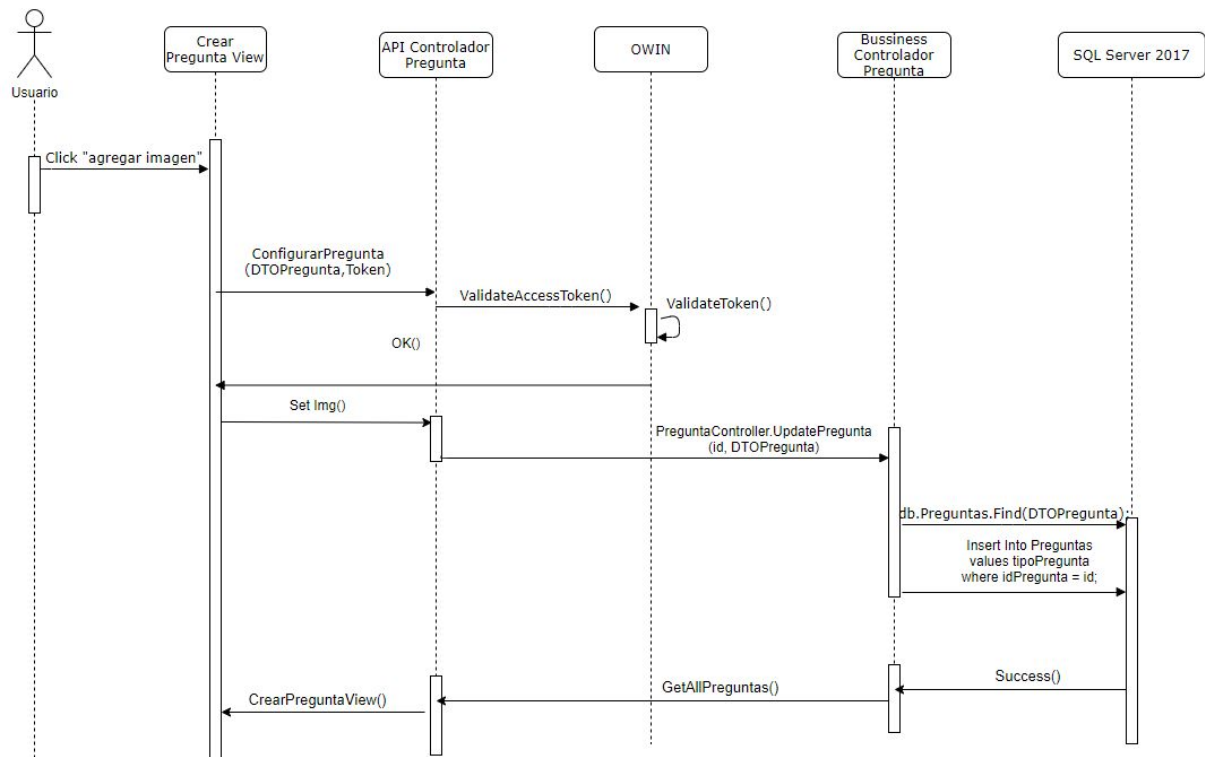 Usuario
Crear
Pregunta View
API Controlador
Pregunta
OWIN
Bussiness
Controlador
Pregunta
SQL Server 2017
Click "agregar imagen"
ConfigurarPregunta
(DTOPregunta,Token)
ValidateAccessToken()
ValidateToken()
OK()
Set Img()
PreguntaController.UpdatePregunta
(id, DTOPregunta)
db.Preguntas.Find(DTOPregunta);
Insert Into Preguntas
values tipoPregunta
where idPregunta = id;
Success()
GetAllPreguntas()
CrearPreguntaView()